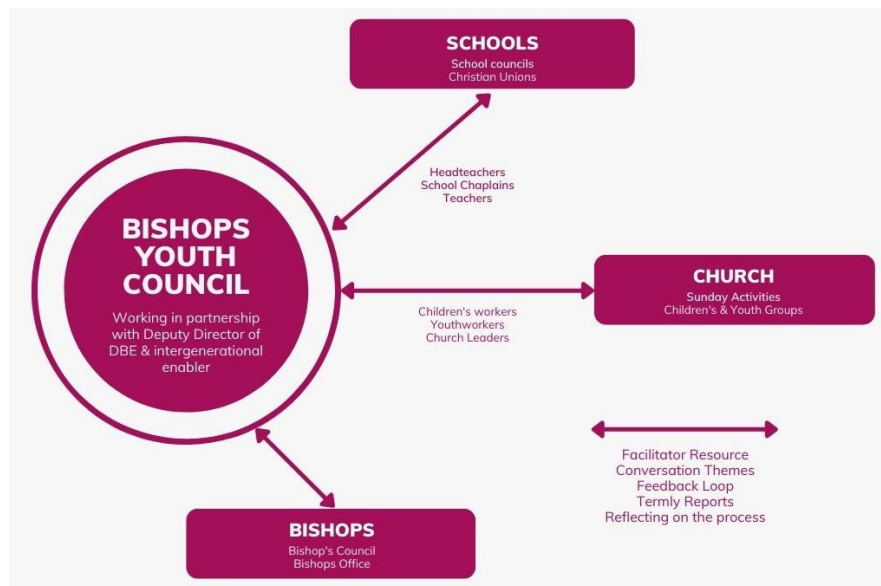 SCHOOLS
School councils
Christian Unions
Headteachers
School Chaplains
Teachers
BISHOPS
YOUTH
COUNCIL
Working in partnership
with Deputy Director of
DBE & intergenerational
enabler
CHURCH
Sunday Activities
Children's & Youth Groups
Children's workers
Youthworkers
Church Leaders
Facilitator Resource
Conversation Themes
Feedback Loop
Termly Reports
Reflecting on the process
BISHOPS
Bishop's Council
Bishops Office